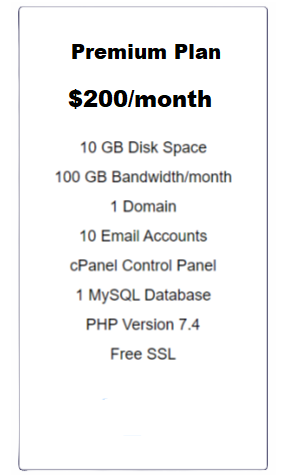 Premium Plan
$200/month
10 GB Disk Space
100 GB Bandwidth/month
1 Domain
10 Email Accounts
cPanel Control Panel
1 MySQL Database
PHP Version 7.4
Free SSL